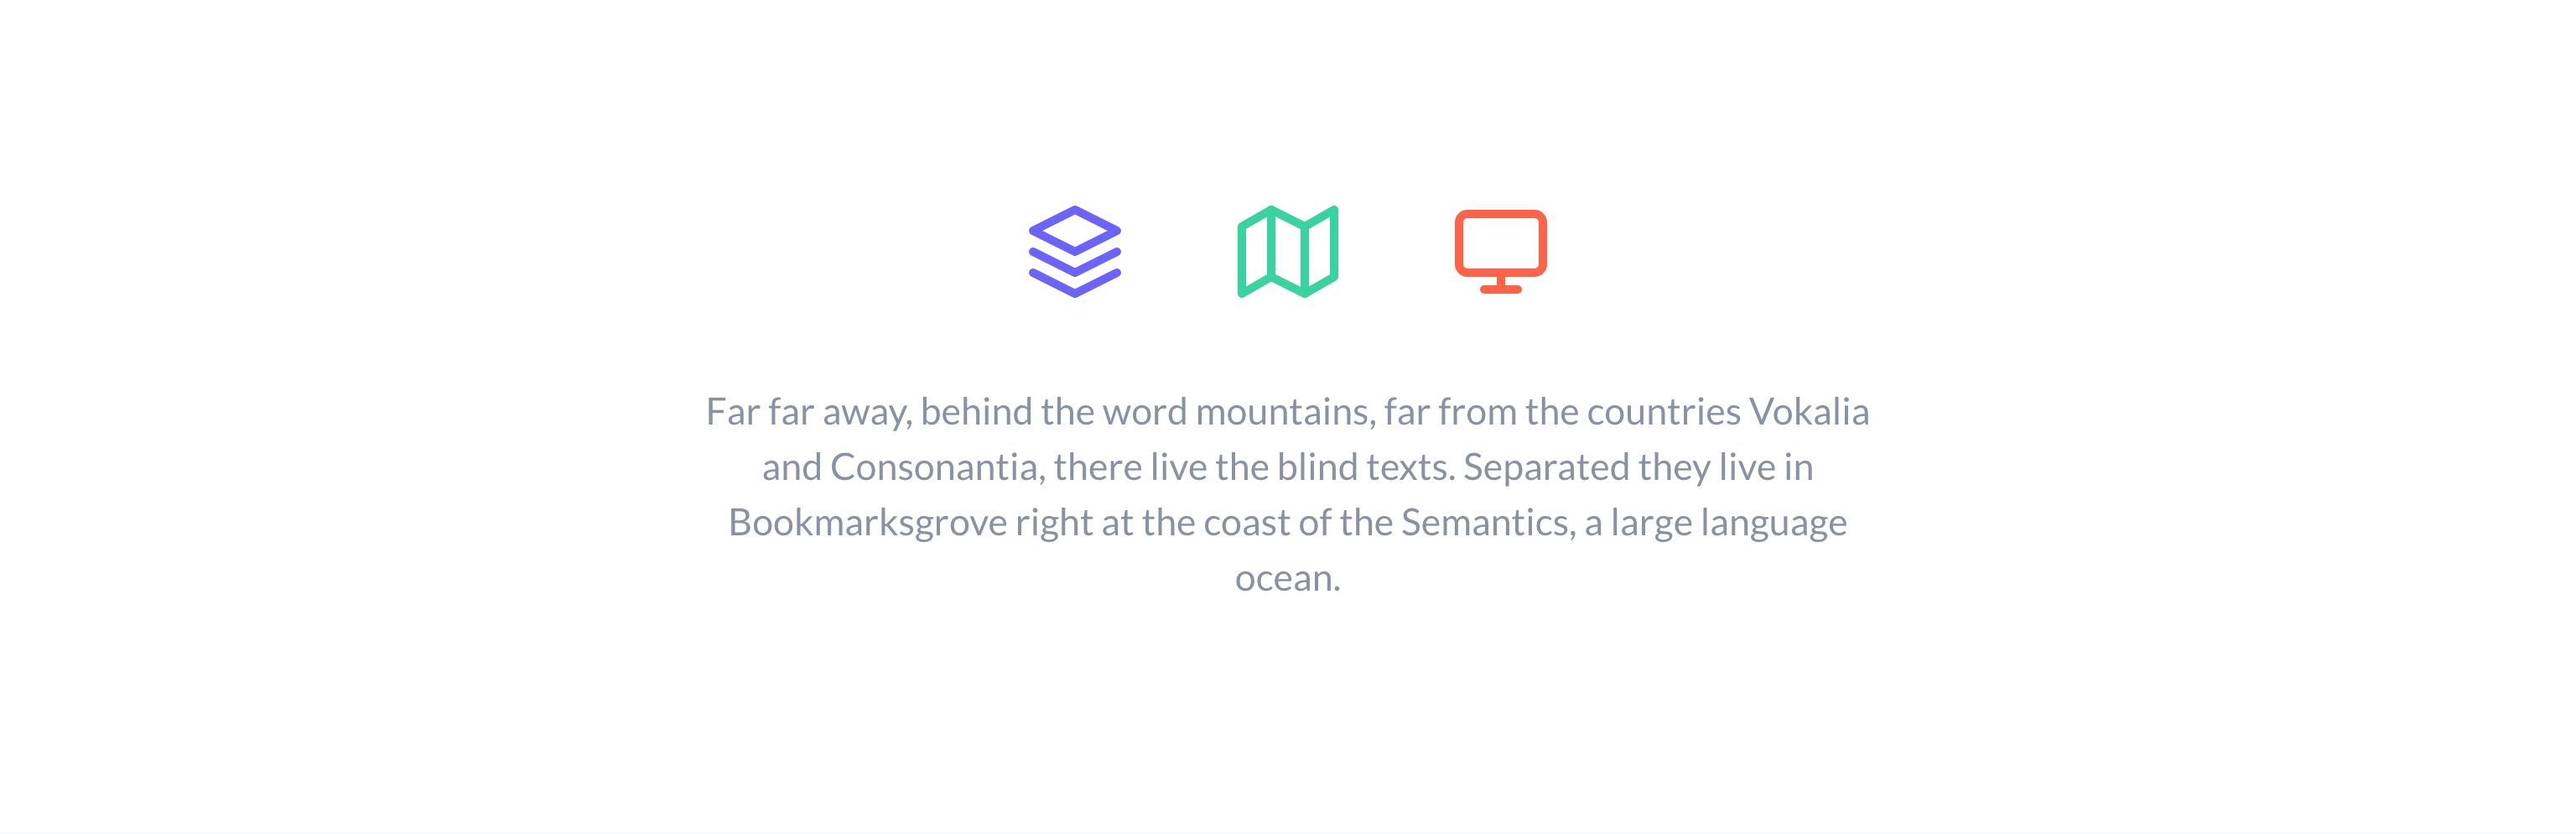 Far far away, behind the word mountains, far from the countries Vokalia
and Consonantia, there live the blind texts. Separated they live in
Bookmarksgrove right at the coast of the Semantics, a large language
ocean.